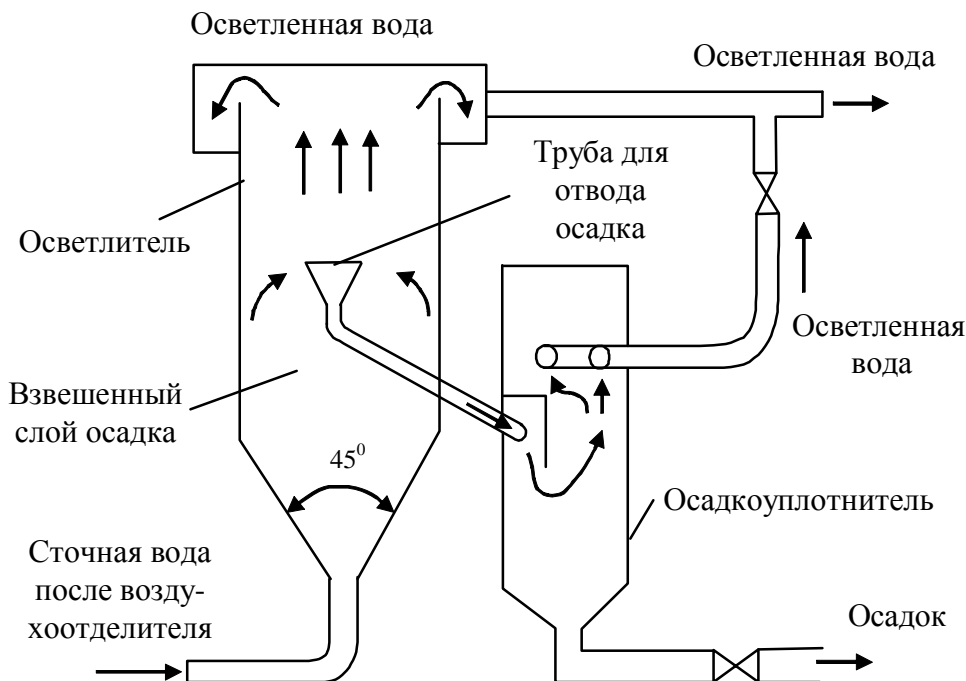 Осветленная вода
Осветленная вода
Труба для
отвода
осадка
Осветлитель
Осветленная
вода
Взвешенный
слой осадка
45⁰
Осадкоуплотнитель
Сточная вода
после возду-
хоотделителя
Осадок